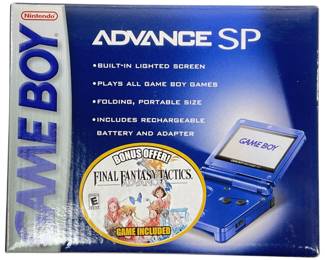 Nintendo
GAME BOY
ADVANCE SP
•BUILT-IN LIGHTED SCREEN
•PLAYS ALL GAME BOY GAMES
•FOLDING, PORTABLE SIZE
•INCLUDES RECHARGEABLE
BATTERY AND ADAPTER
GAME BOY
BONUS OFFER!
FINAL FANTASY TACTICS
ADVANCE
E
GAME INCLUDED